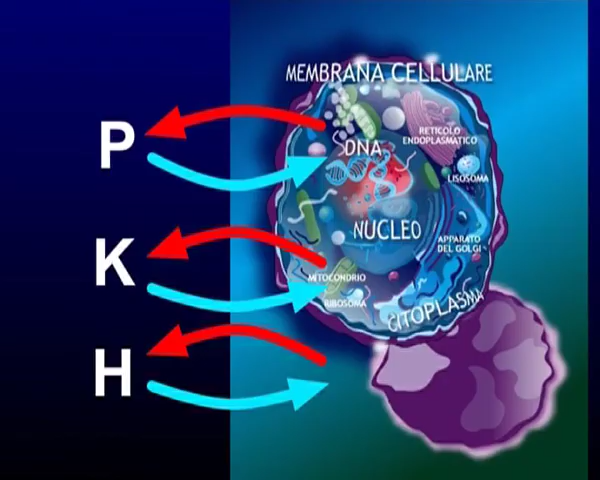 MEMBRANA CELLULARE
P
RETICOLO
ENDOPLASMATICO
DNA
LISOSOMA
NUCLEO
K
APPARATO
DEL GOLGI
MITOCONDRIO
RIBOSOMA
CITOPLASMA
H